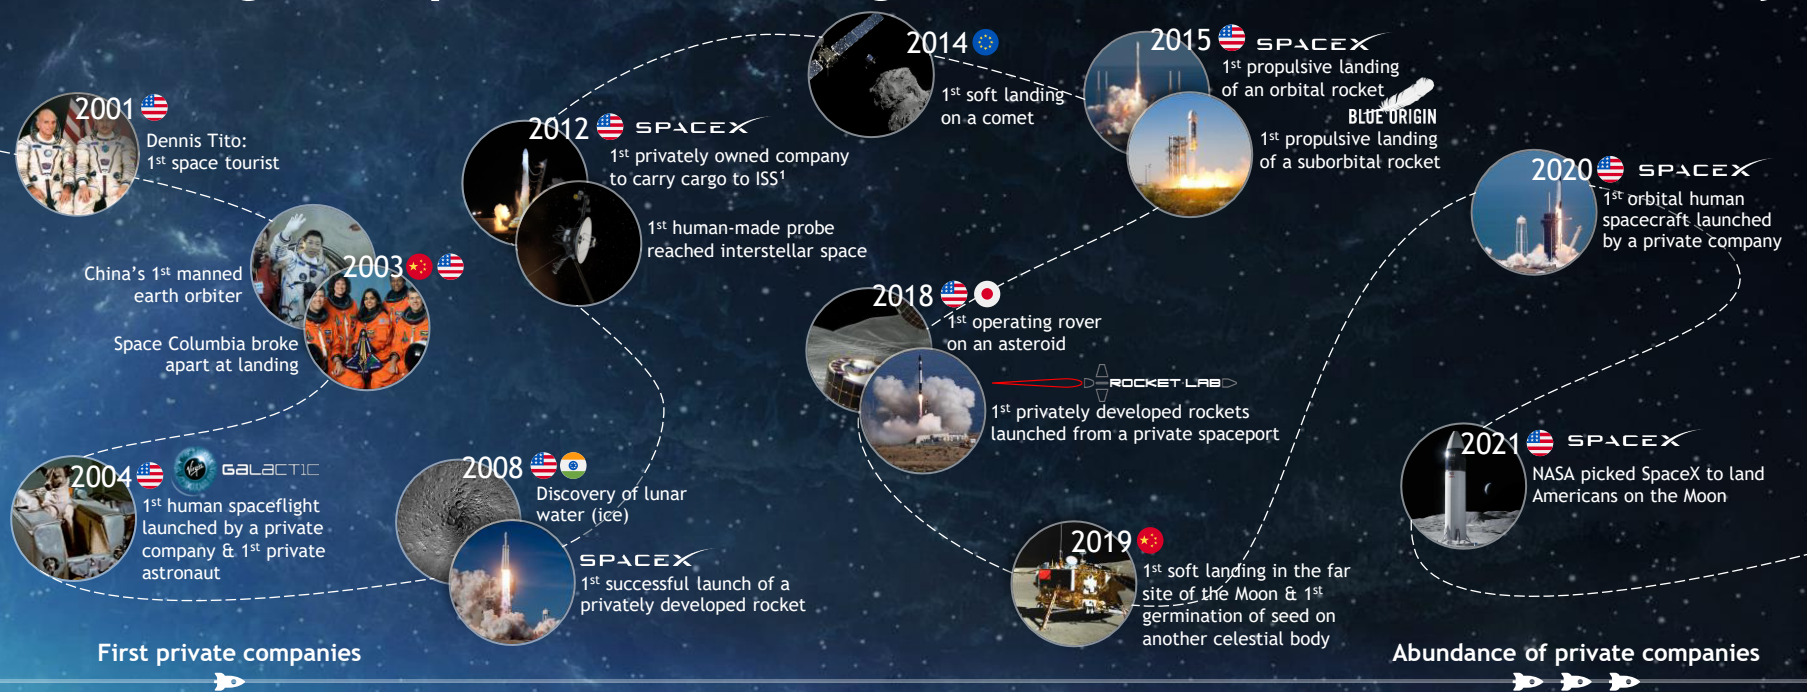 2001
Dennis Tito:
1st space tourist
2003
China's 1st manned
earth orbiter
Space Columbia broke
apart at landing
2004
Virgin GALACTIC
1st human spaceflight
launched by a private
company & 1st private
astronaut
2008
Discovery of lunar
water (ice)
SPACEX
1st successful launch of a
privately developed rocket
2012 SPACEX
1st privately owned company
to carry cargo to ISS1
1st human-made probe
reached interstellar space
2014
1st soft landing
on a comet
2015 SPACEX
1st propulsive landing
of an orbital rocket
BLUE ORIGIN
1st propulsive landing
of a suborbital rocket
2018
1st operating rover
on an asteroid
ROCKET LAB
1st privately developed rockets
launched from a private spaceport
2019
1st soft landing in the far
site of the Moon & 1st
germination of seed on
another celestial body
2020 SPACEX
1st orbital human
spacecraft launched
by a private company
2021 SPACEX
NASA picked SpaceX to land
Americans on the Moon
First private companies
Abundance of private companies